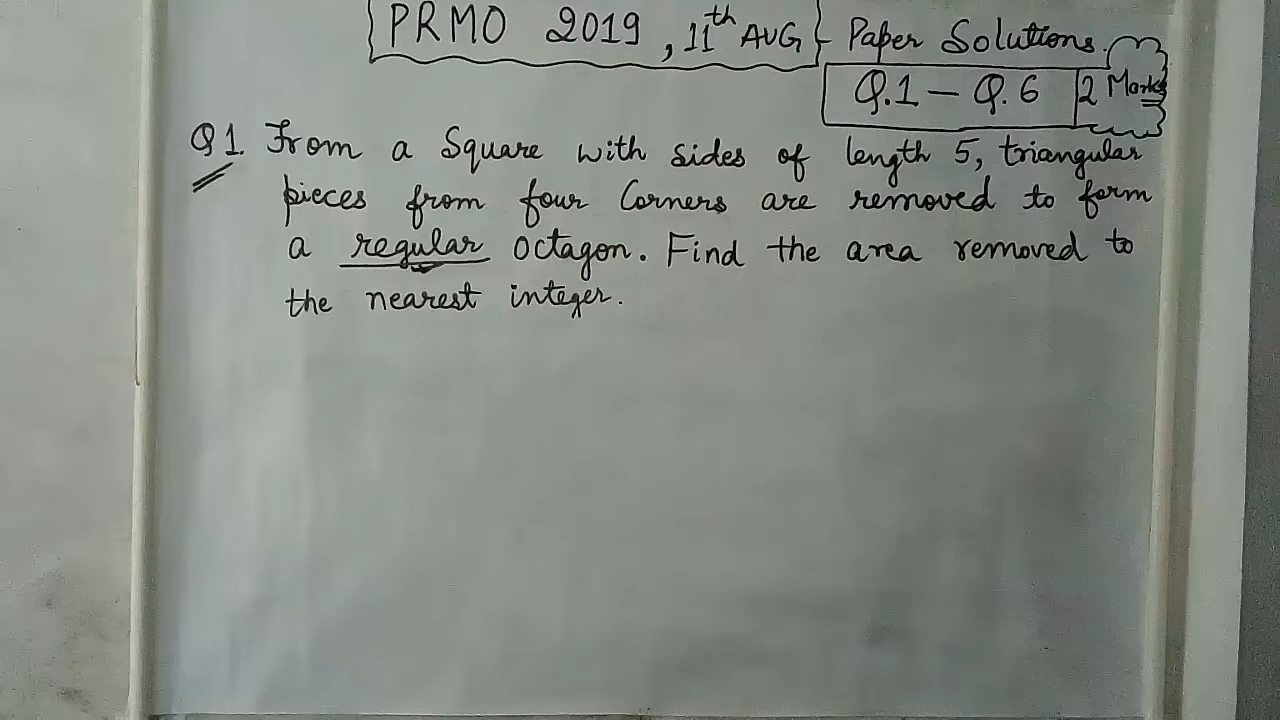 PRMO 2019, 11th AUG Paper Solutions.
Q.1 - Q.6 2 Marks
Q1 From a Square with sides of length 5, triangular
pieces from four Corners are removed to form
a regular octagon. Find the area removed to
the nearest integer.